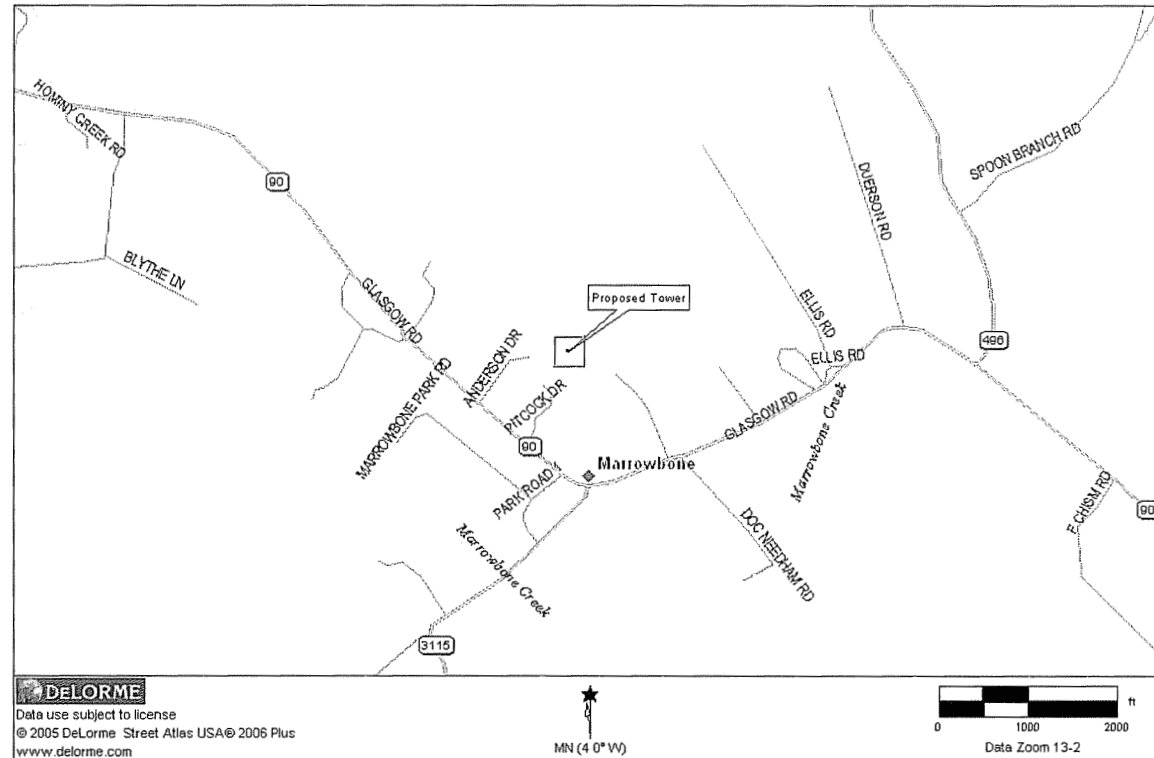 HOMINY CREEK RD
90
BLYTHE LN
GLASGOW RD
SPOON BRANCH RD
DUERSON RD
ELLIS RD
Proposed Tower
496
ELLIS RD
ANDERSON DR
MARROWBONE PARK RD
PITCOCK DR
90
GLASGOW RD
Marrowbone Creek
Marrowbone
PARK ROAD
DOC NEEDHAM RD
E CHISM RD
90
Marrowbone Creek
3115
DELORME
Data use subject to license
© 2005 DeLorme Street Atlas USA® 2006 Plus
www.delorme.com
MN (4 0° W)
ft
0 1000 2000
Data Zoom 13-2